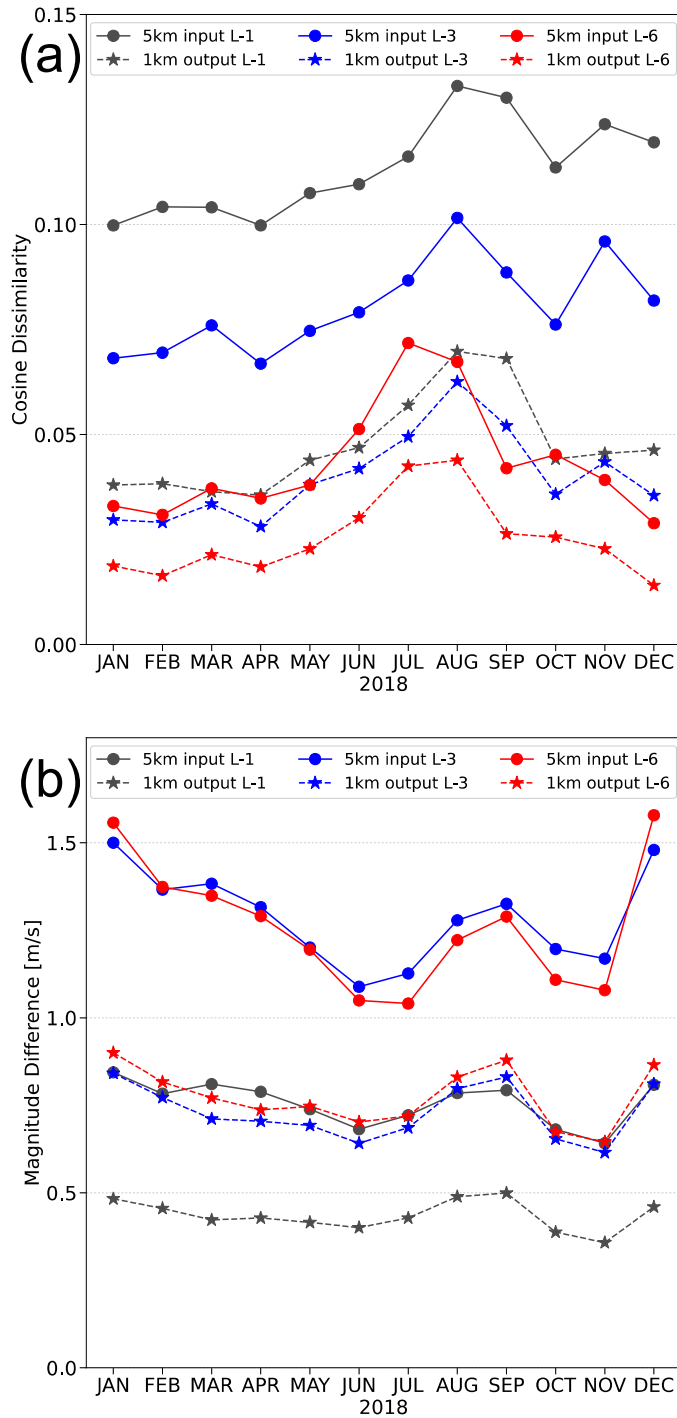 (a)
5km input L-1 5km input L-3 5km input L-6
1km output L-1 1km output L-3 1km output L-6
0.15
0.10
0.05
0.00
Cosine Dissimilarity
JAN FEB MAR APR MAY JUN JUL AUG SEP OCT NOV DEC
2018
(b)
5km input L-1 5km input L-3 5km input L-6
1km output L-1 1km output L-3 1km output L-6
1.5
1.0
0.5
0.0
Magnitude Difference [m/s]
JAN FEB MAR APR MAY JUN JUL AUG SEP OCT NOV DEC
2018